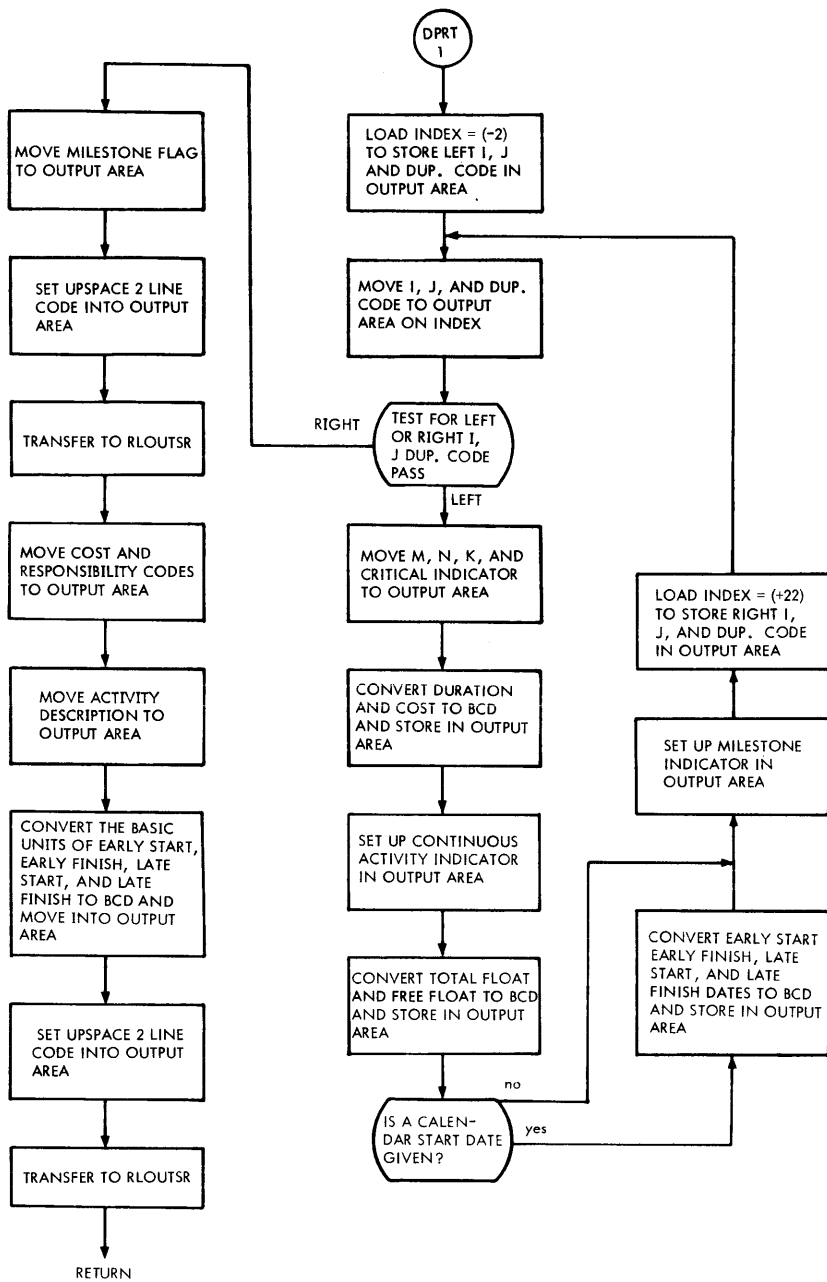 DPRT
1
LOAD INDEX = (-2)
TO STORE LEFT I, J
AND DUP. CODE IN
OUTPUT AREA
MOVE I, J, AND DUP.
CODE TO OUTPUT
AREA ON INDEX
TEST FOR LEFT
OR RIGHT I,
J DUP. CODE
PASS
RIGHT
LEFT
MOVE M, N, K, AND
CRITICAL INDICATOR
TO OUTPUT AREA
CONVERT DURATION
AND COST TO BCD
AND STORE IN OUTPUT
AREA
SET UP CONTINUOUS
ACTIVITY INDICATOR
IN OUTPUT AREA
CONVERT TOTAL FLOAT
AND FREE FLOAT TO BCD
AND STORE IN OUTPUT
AREA
IS A CALEN-
DAR START DATE
GIVEN?
no
yes
CONVERT EARLY START
EARLY FINISH, LATE
START, AND LATE
FINISH DATES TO BCD
AND STORE IN OUTPUT
AREA
SET UP MILESTONE
INDICATOR IN
OUTPUT AREA
LOAD INDEX = (+22)
TO STORE RIGHT I,
J, AND DUP. CODE
IN OUTPUT AREA
MOVE MILESTONE FLAG
TO OUTPUT AREA
SET UPSPACE 2 LINE
CODE INTO OUTPUT
AREA
TRANSFER TO RLOUTSR
MOVE COST AND
RESPONSIBILITY CODES
TO OUTPUT AREA
MOVE ACTIVITY
DESCRIPTION TO
OUTPUT AREA
CONVERT THE BASIC
UNITS OF EARLY START,
EARLY FINISH, LATE
START, AND LATE
FINISH TO BCD AND
MOVE INTO OUTPUT
AREA
SET UPSPACE 2 LINE
CODE INTO OUTPUT
AREA
TRANSFER TO RLOUTSR
RETURN